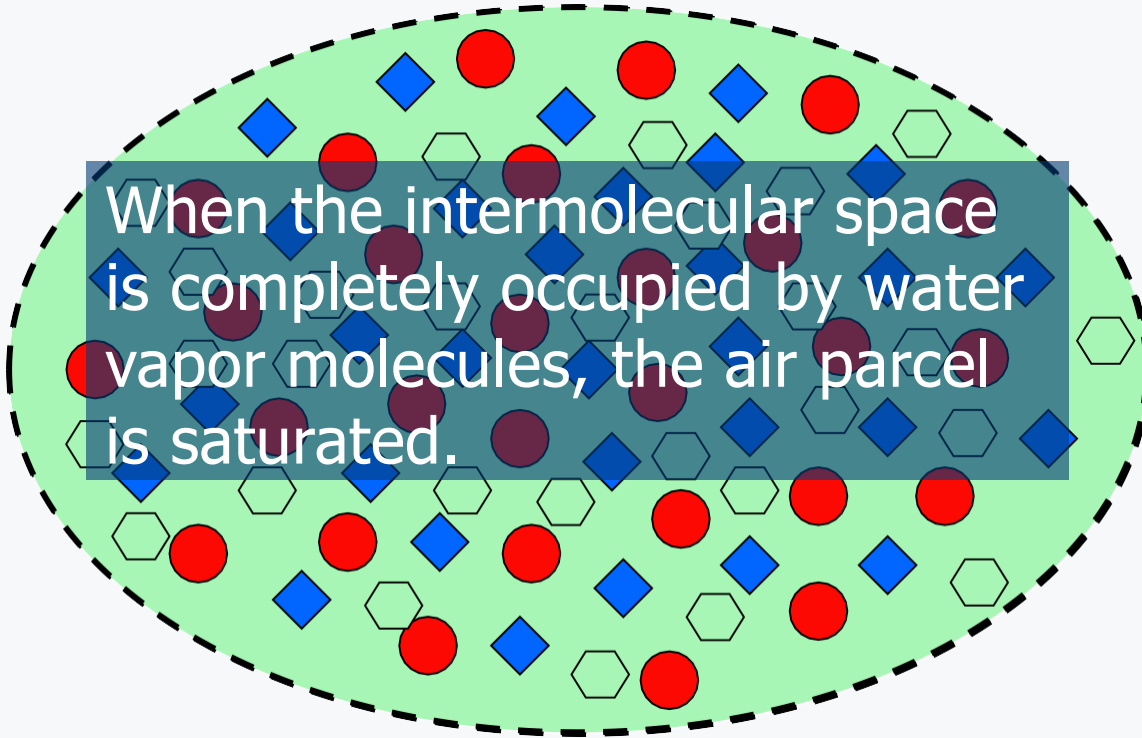 When the intermolecular space
is completely occupied by water
vapor molecules, the air parcel
is saturated.